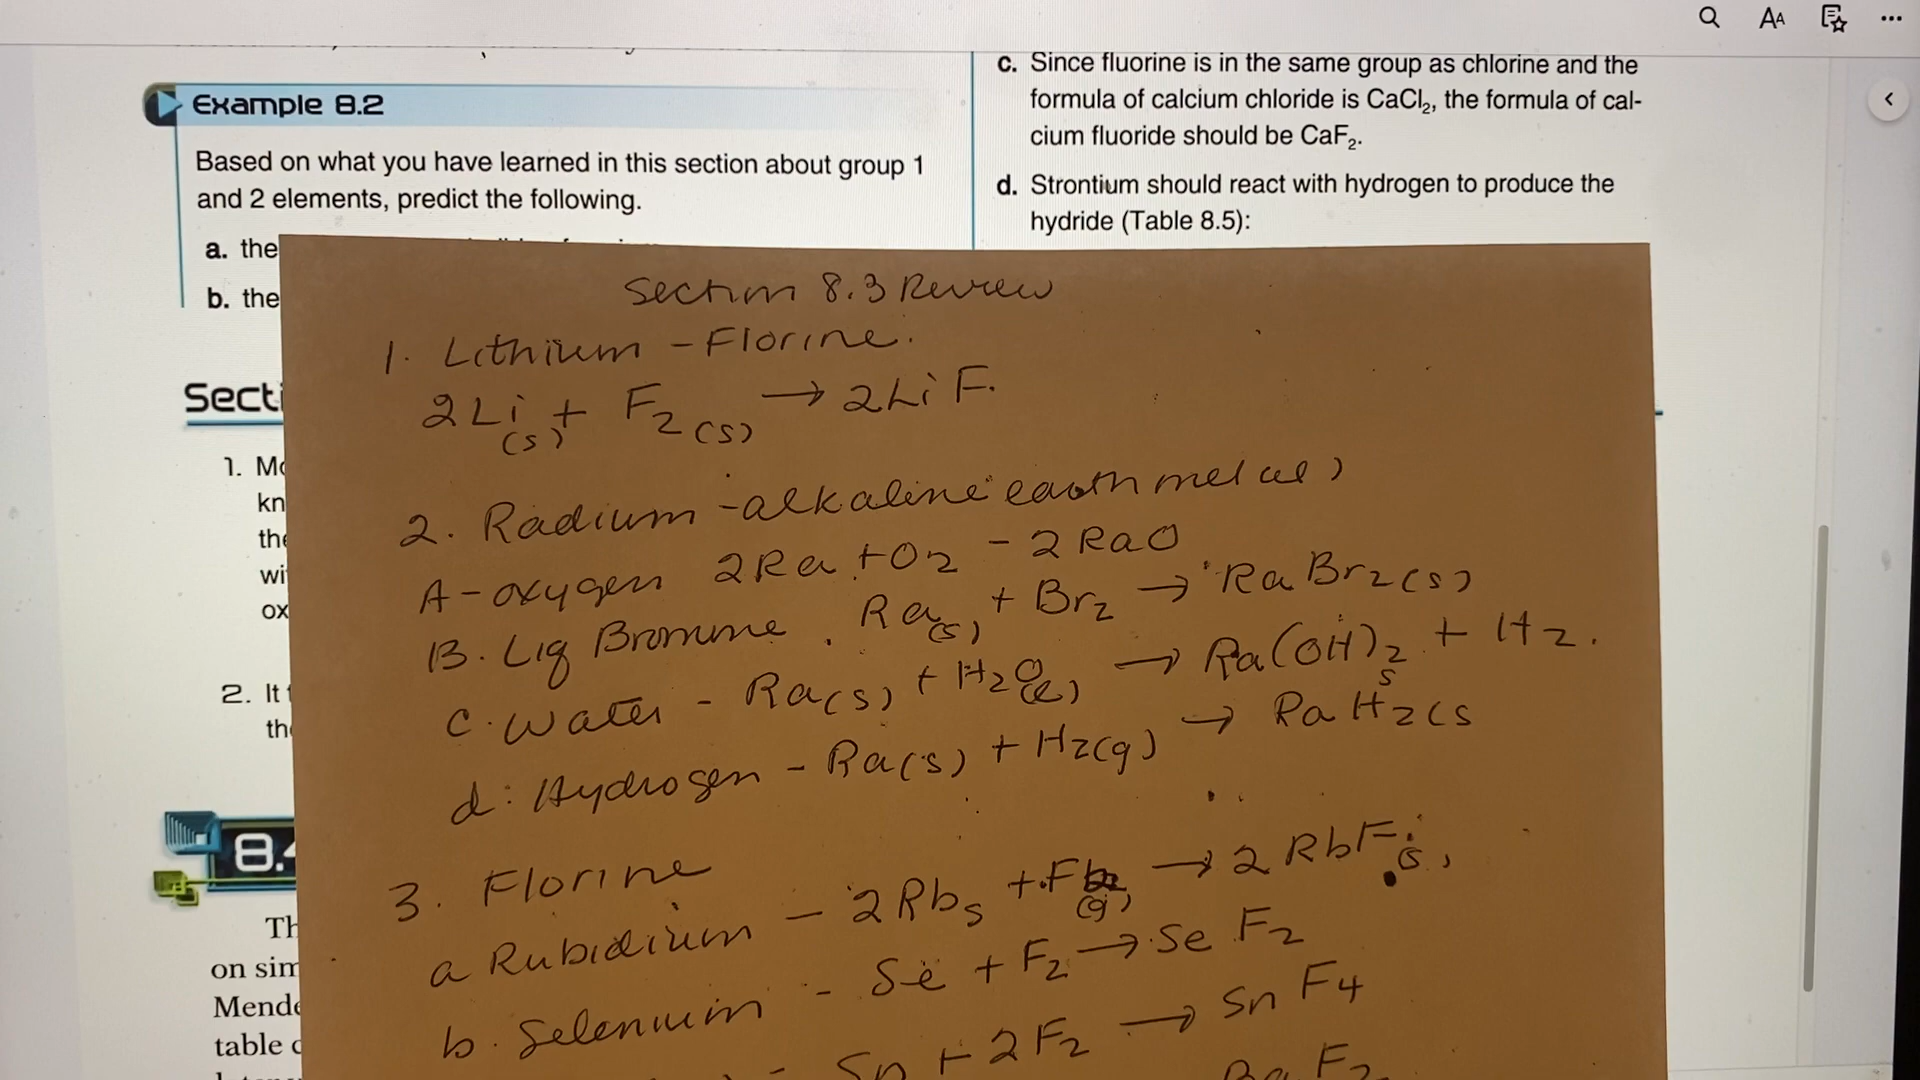 Example 8.2
Based on what you have learned in this section about group 1
and 2 elements, predict the following.
a. the
b. the
c. Since fluorine is in the same group as chlorine and the
formula of calcium chloride is CaCl₂, the formula of cal-
cium fluoride should be CaF₂.
d. Strontium should react with hydrogen to produce the
hydride (Table 8.5):
Section 8.3 Review
1. Lithium - Florine.
2Li(s) + F₂(s) → 2LiF.
2. Radium - alkaline earth metal)
A - oxygen 2Ra + O₂ - 2RaO
B. Liq Bromine. Ra(s) + Br₂ → RaBr₂(s)
C. Water - Ra(s) + H₂O(l) → Ra(OH)₂ s + H₂.
d: Hydrogen - Ra(s) + H₂(g) → RaH₂(s
3. Florine
a Rubidium - 2Rb s + F₂(g) → 2RbF(s)
b. Selenium - Se + F₂ → SeF₂
Sn + 2F₂ → SnF₄
BaF₂
Secti
1. Mo
kn
the
wi
ox
2. It
the
8.4
Th
on sim
Mende
table o